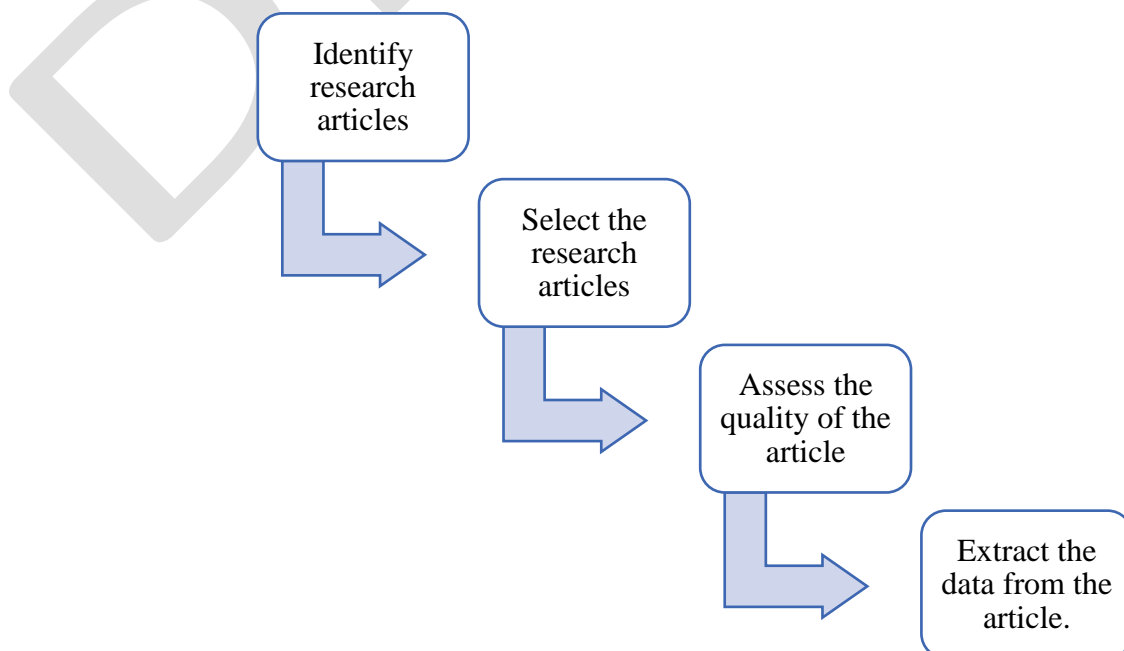 Identify
research
articles
Select the
research
articles
Assess the
quality of the
article
Extract the
data from the
article.